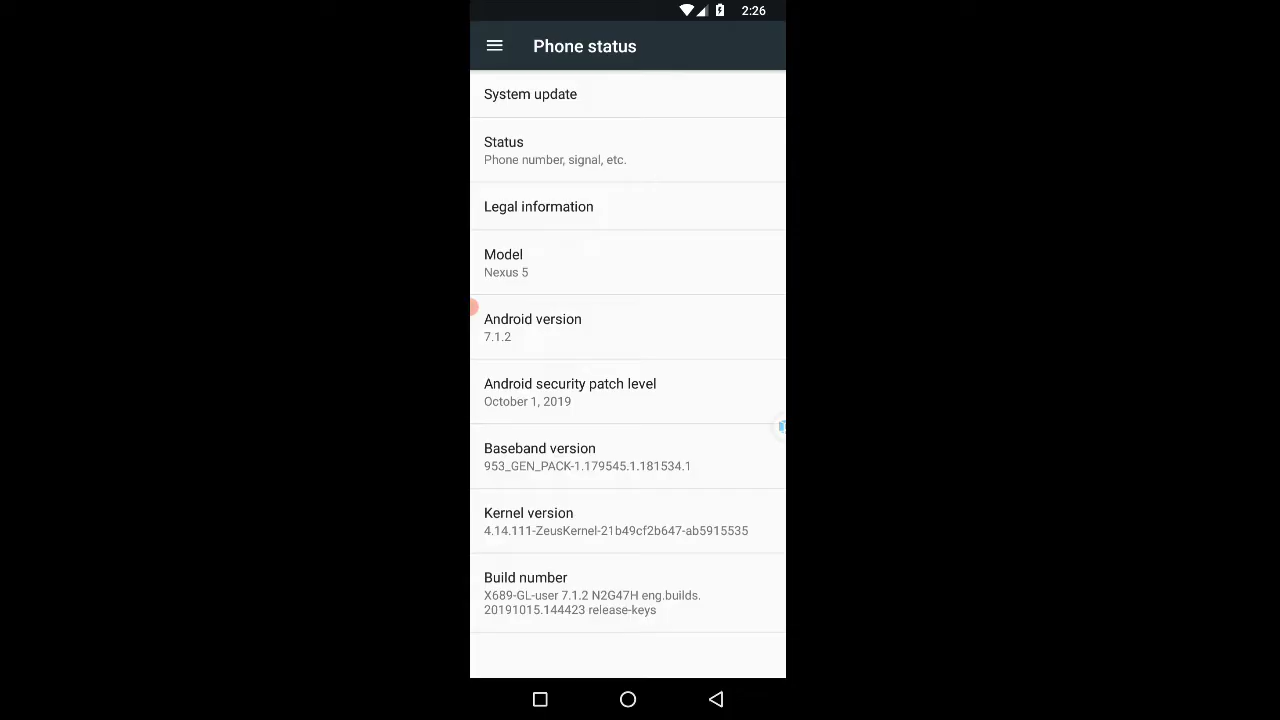 2:26
Phone status
System update
Status
Phone number, signal, etc.
Legal information
Model
Nexus 5
Android version
7.1.2
Android security patch level
October 1, 2019
Baseband version
953_GEN_PACK-1.179545.1.181534.1
Kernel version
4.14.111-ZeusKernel-21b49cf2b647-ab5915535
Build number
X689-GL-user 7.1.2 N2G47H eng.builds.
20191015.144423 release-keys